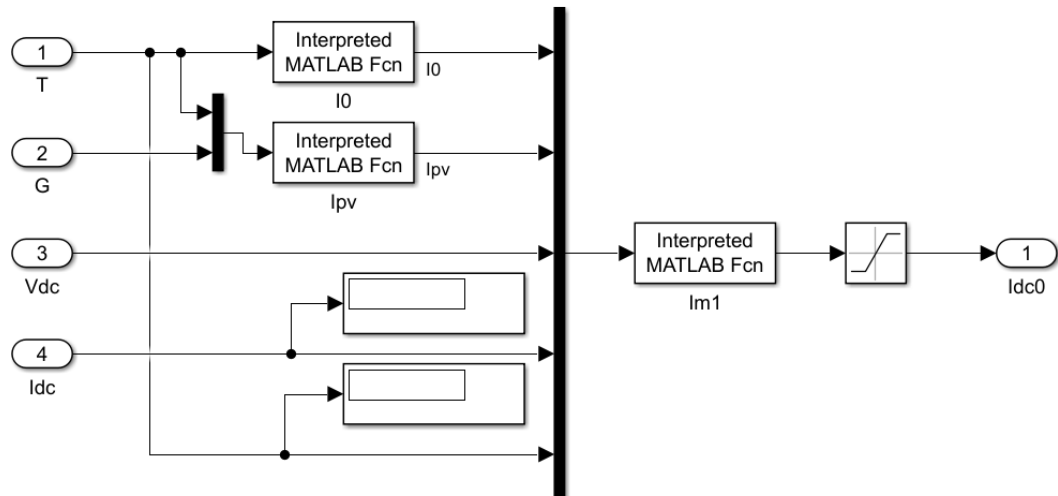 1
T
Interpreted
MATLAB Fcn
I0
I0
2
G
Interpreted
MATLAB Fcn
Ipv
Ipv
3
Vdc
Interpreted
MATLAB Fcn
Im1
1
Idc0
4
Idc